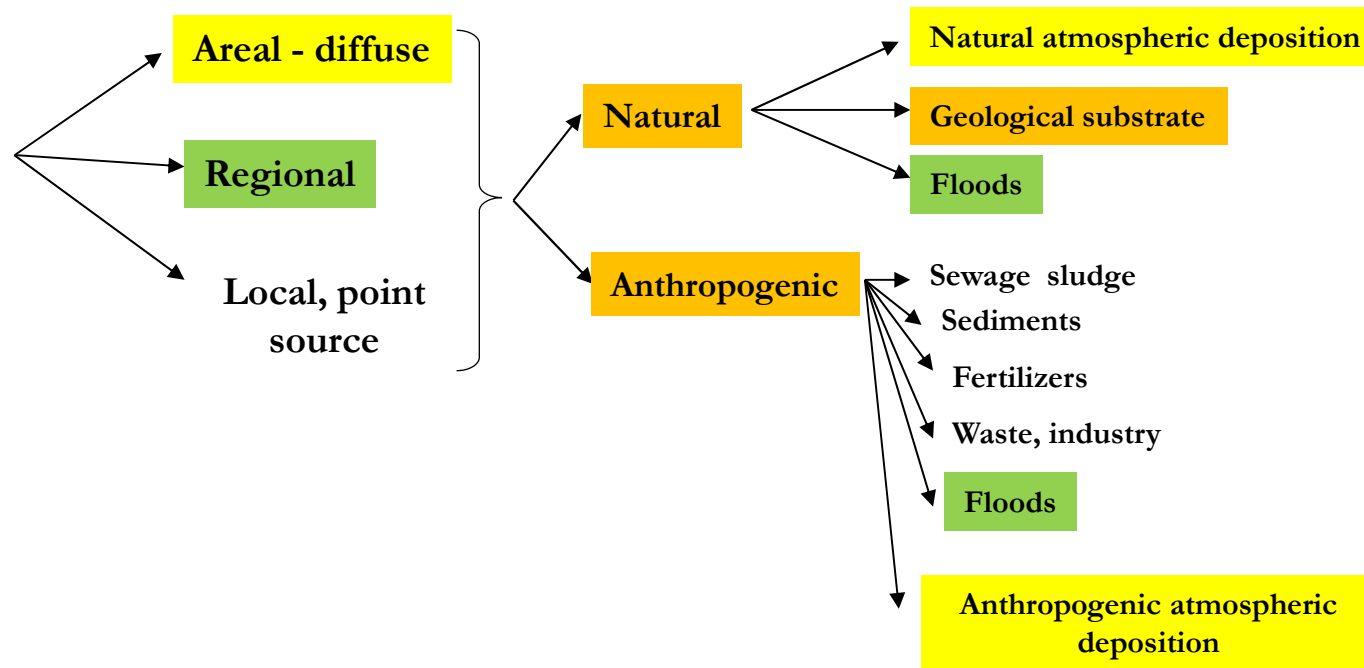 Areal - diffuse
Regional
Local, point
source
Natural
Anthropogenic
Natural atmospheric deposition
Geological substrate
Floods
Sewage sludge
Sediments
Fertilizers
Waste, industry
Floods
Anthropogenic atmospheric
deposition